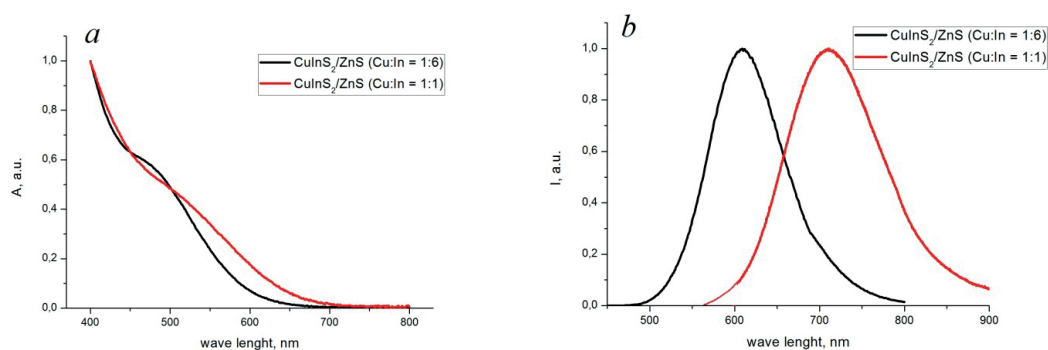 a
CuInS₂/ZnS (Cu:In = 1:6)
CuInS₂/ZnS (Cu:In = 1:1)
1,0
0,8
0,6
0,4
0,2
0,0
A, a.u.
400 500 600 700 800
wave lenght, nm
b
CuInS₂/ZnS (Cu:In = 1:6)
CuInS₂/ZnS (Cu:In = 1:1)
1,0
0,8
0,6
0,4
0,2
0,0
I, a.u.
500 600 700 800 900
wave lenght, nm